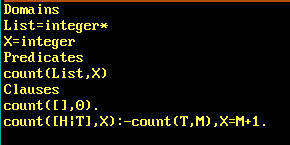 Domains
List=integer*
X=integer
Predicates
count(List,X)
Clauses
count([],0).
count([H|T],X):-count(T,M),X=M+1.